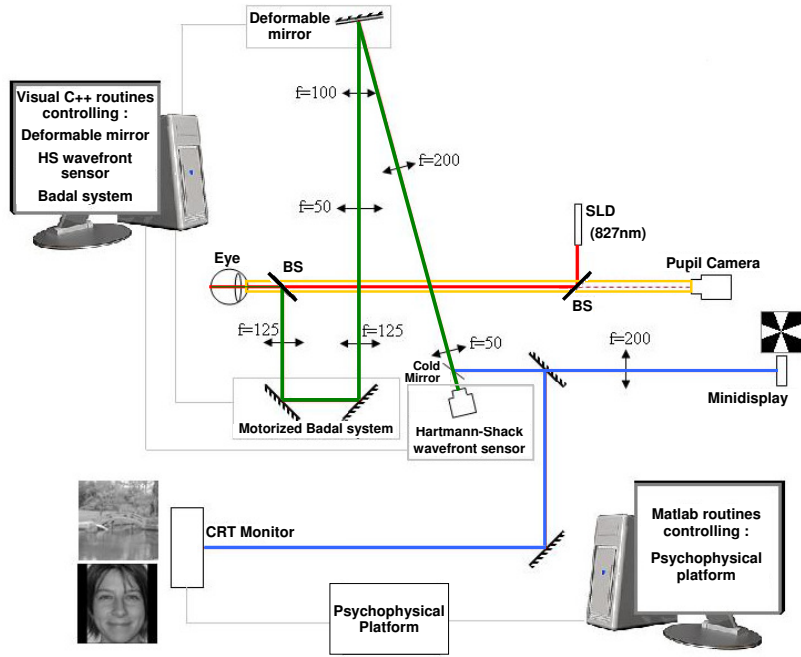 Deformable
mirror
Visual C++ routines
controlling :
Deformable mirror
HS wavefront
sensor
Badal system
f=100
f=200
f=50
SLD
(827nm)
Eye
BS
Pupil Camera
BS
f=125
f=125
f=50
f=200
Cold
Mirror
Minidisplay
Motorized Badal system
Hartmann-Shack
wavefront sensor
CRT Monitor
Matlab routines
controlling :
Psychophysical
platform
Psychophysical
Platform